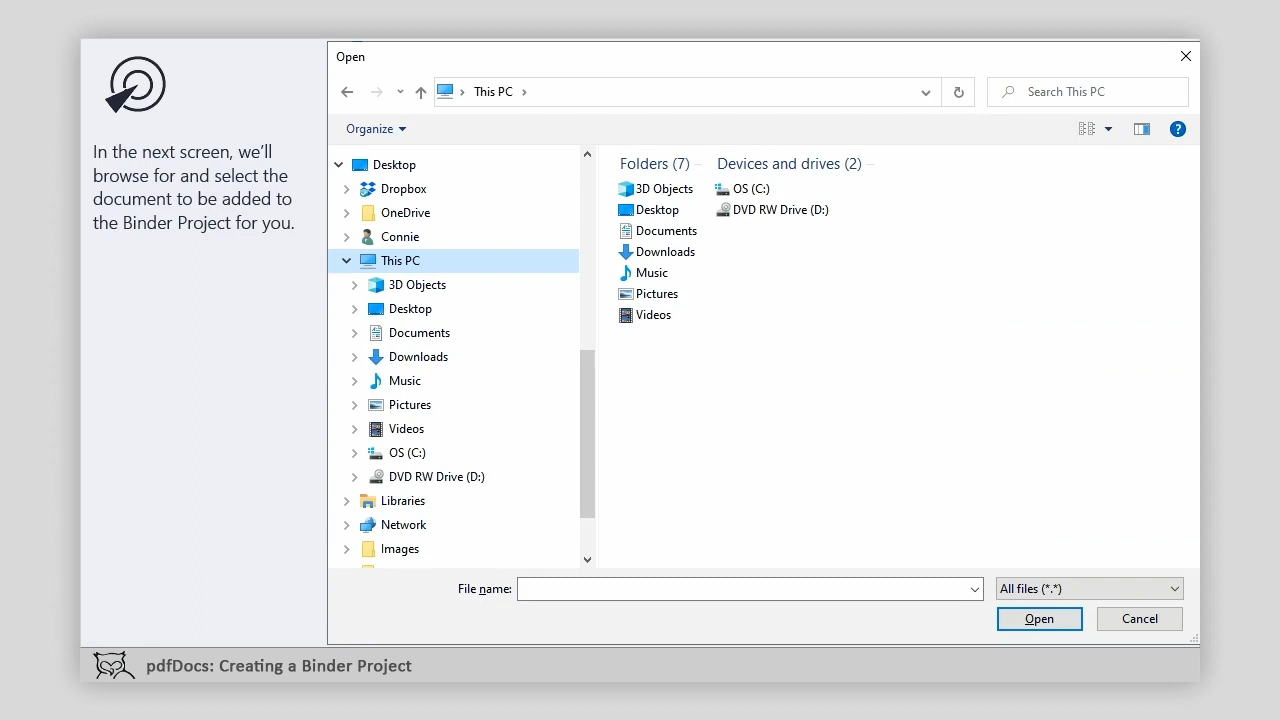 In the next screen, we'll
browse for and select the
document to be added to
the Binder Project for you.
Open
This PC
Search This PC
Organize
?
Desktop
Dropbox
OneDrive
Connie
This PC
3D Objects
Desktop
Documents
Downloads
Music
Pictures
Videos
OS (C:)
DVD RW Drive (D:)
Libraries
Network
Images
Folders (7)
3D Objects
Desktop
Documents
Downloads
Music
Pictures
Videos
Devices and drives (2)
OS (C:)
DVD RW Drive (D:)
File name:
All files (*.*)
Open
Cancel
pdfDocs: Creating a Binder Project